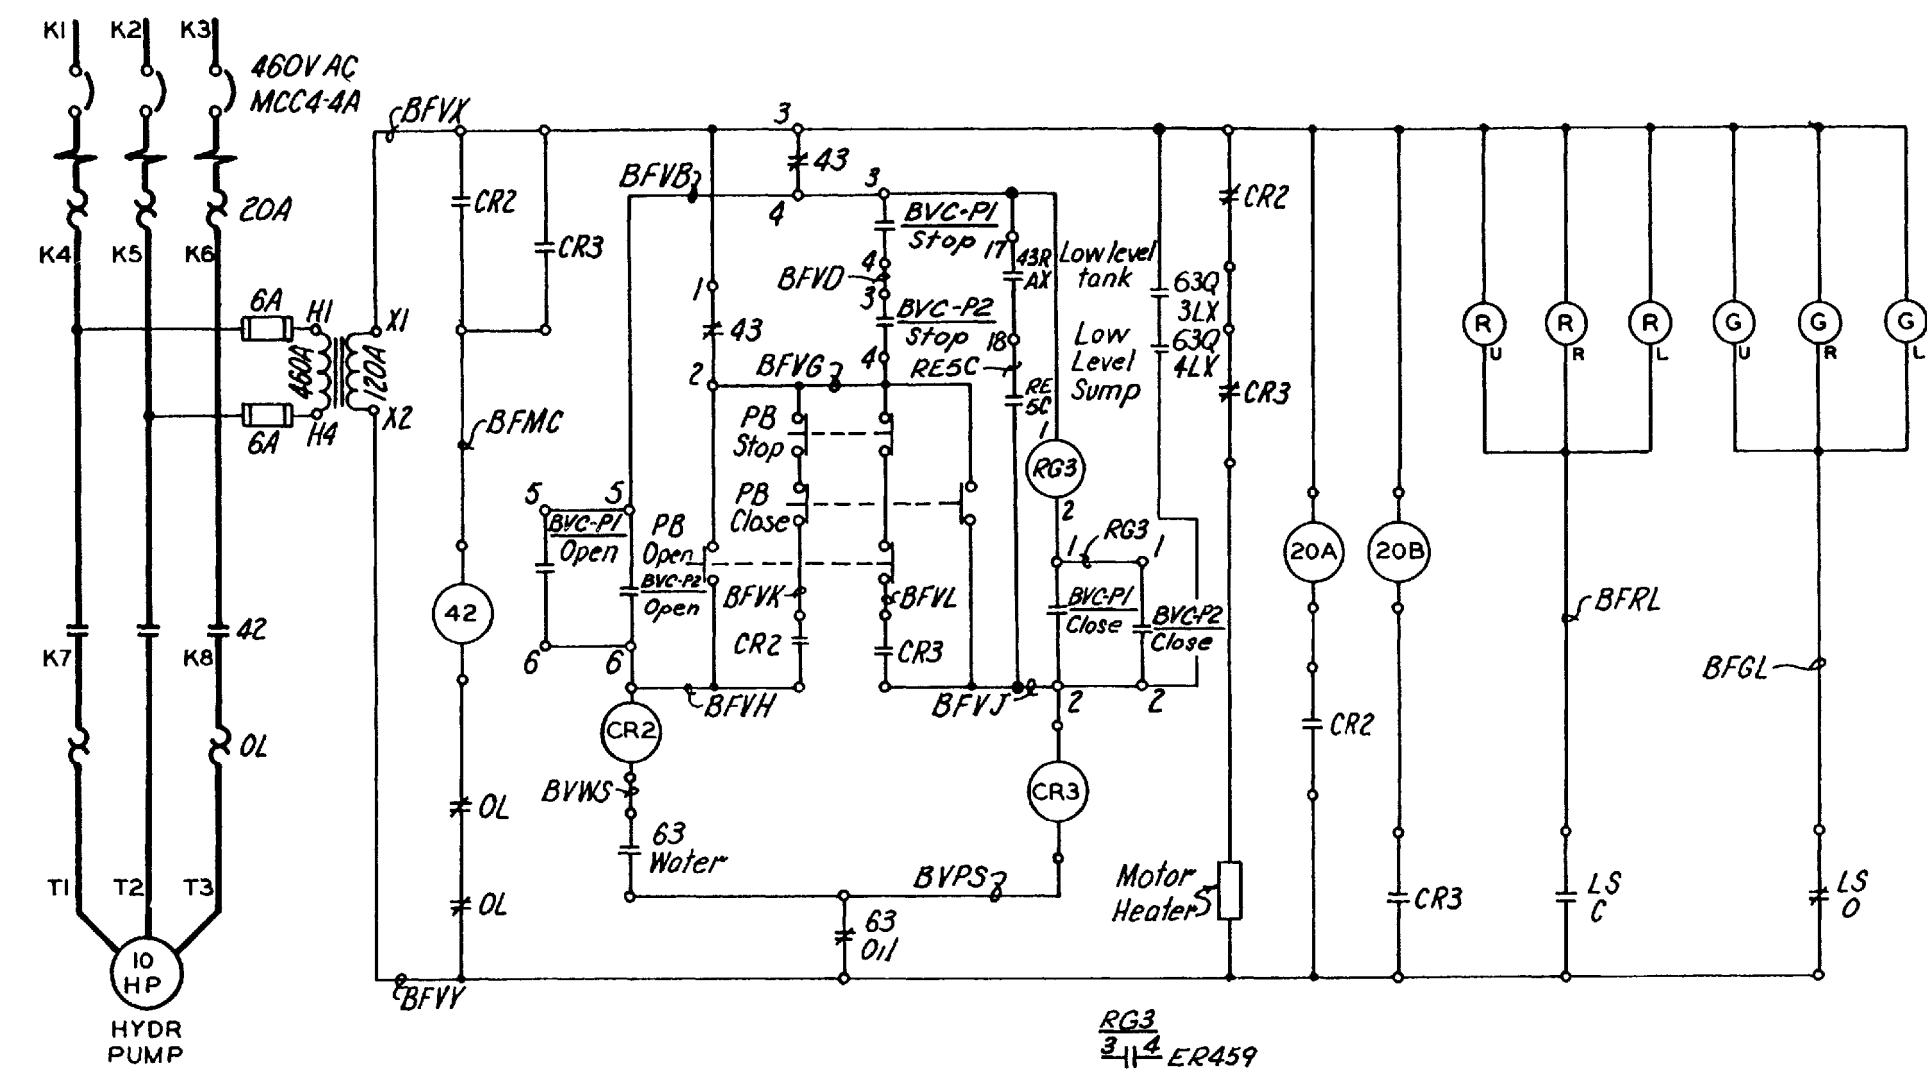 K1 K2 K3
460V AC
MCC4-4A
20A
K4 K5 K6
6A
H1
X1
460A
120A
X2
H4
6A
42
K7 K8
OL
T1 T2 T3
10
HP
HYDR
PUMP
BFVX
CR2
CR3
BFMC
42
OL
OL
BFVY
3
43
BFVB
4
3
BVC-P1
Stop
4
BFVD
3
BVC-P2
Stop
4
1
43
2
BFVG
17
43R
AX
18
RE5C
RE
5C
Low level
tank
63Q
3LX
Low
Level
Sump
63Q
4LX
CR2
CR3
PB
Stop
PB
Close
PB
Open
5 5
BVC-P1
Open
BVC-P2
Open
6 6
BFVK
BFVL
CR2
CR3
BFVH
BFVJ
1
RG3
2
1
RG3
1
BVC-P1
Close
BVC-P2
Close
2 2
CR2
BVWS
63
Water
CR3
BVPS
63
Oil
Motor
Heater
20A
20B
CR2
CR3
R
U
R
R
R
L
G
U
G
R
G
L
BFRL
BFGL
LS
C
LS
O
RG3
3 4 ER459